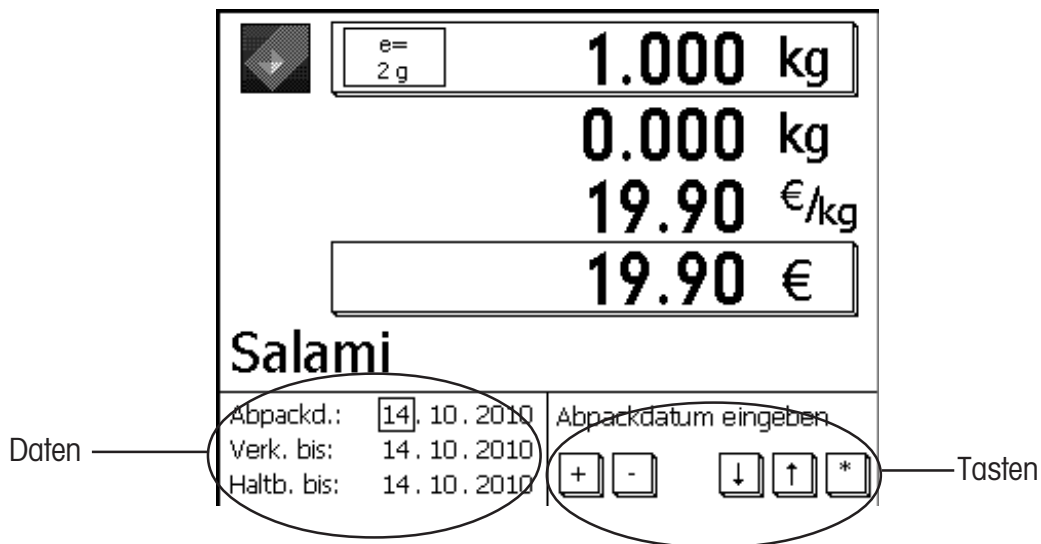 e=
2 g
1.000 kg
0.000 kg
19.90 €/kg
19.90 €
Salami
Abpackd.: 14. 10. 2010
Verk. bis: 14. 10. 2010
Haltb. bis: 14. 10. 2010
Abpackdatum eingeben
+ - ↓ ↑ *
Daten
Tasten